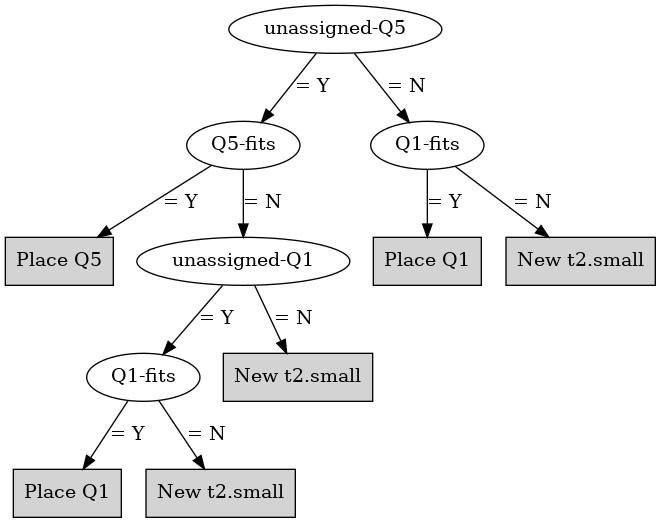 unassigned-Q5
= Y
= N
Q5-fits
Q1-fits
= Y
= N
= Y
= N
Place Q5
unassigned-Q1
Place Q1
New t2.small
= Y
= N
Q1-fits
New t2.small
= Y
= N
Place Q1
New t2.small